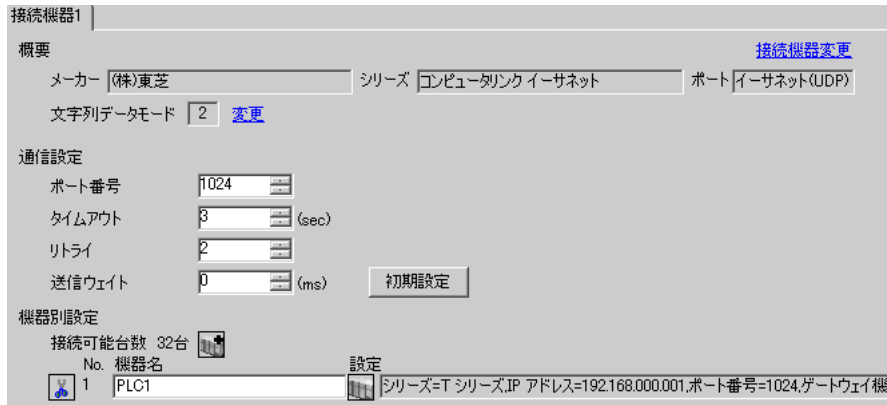 接続機器1
概要 接続機器変更
メーカー (株)東芝 シリーズ コンピュータリンク イーサネット ポート イーサネット(UDP)
文字列データモード 2 変更
通信設定
ポート番号 1024
タイムアウト 3 (sec)
リトライ 2
送信ウェイト 0 (ms) 初期設定
機器別設定
接続可能台数 32台
No. 機器名 設定
1 PLC1 シリーズ=T シリーズ,IP アドレス=192.168.000.001,ポート番号=1024,ゲートウェイ機